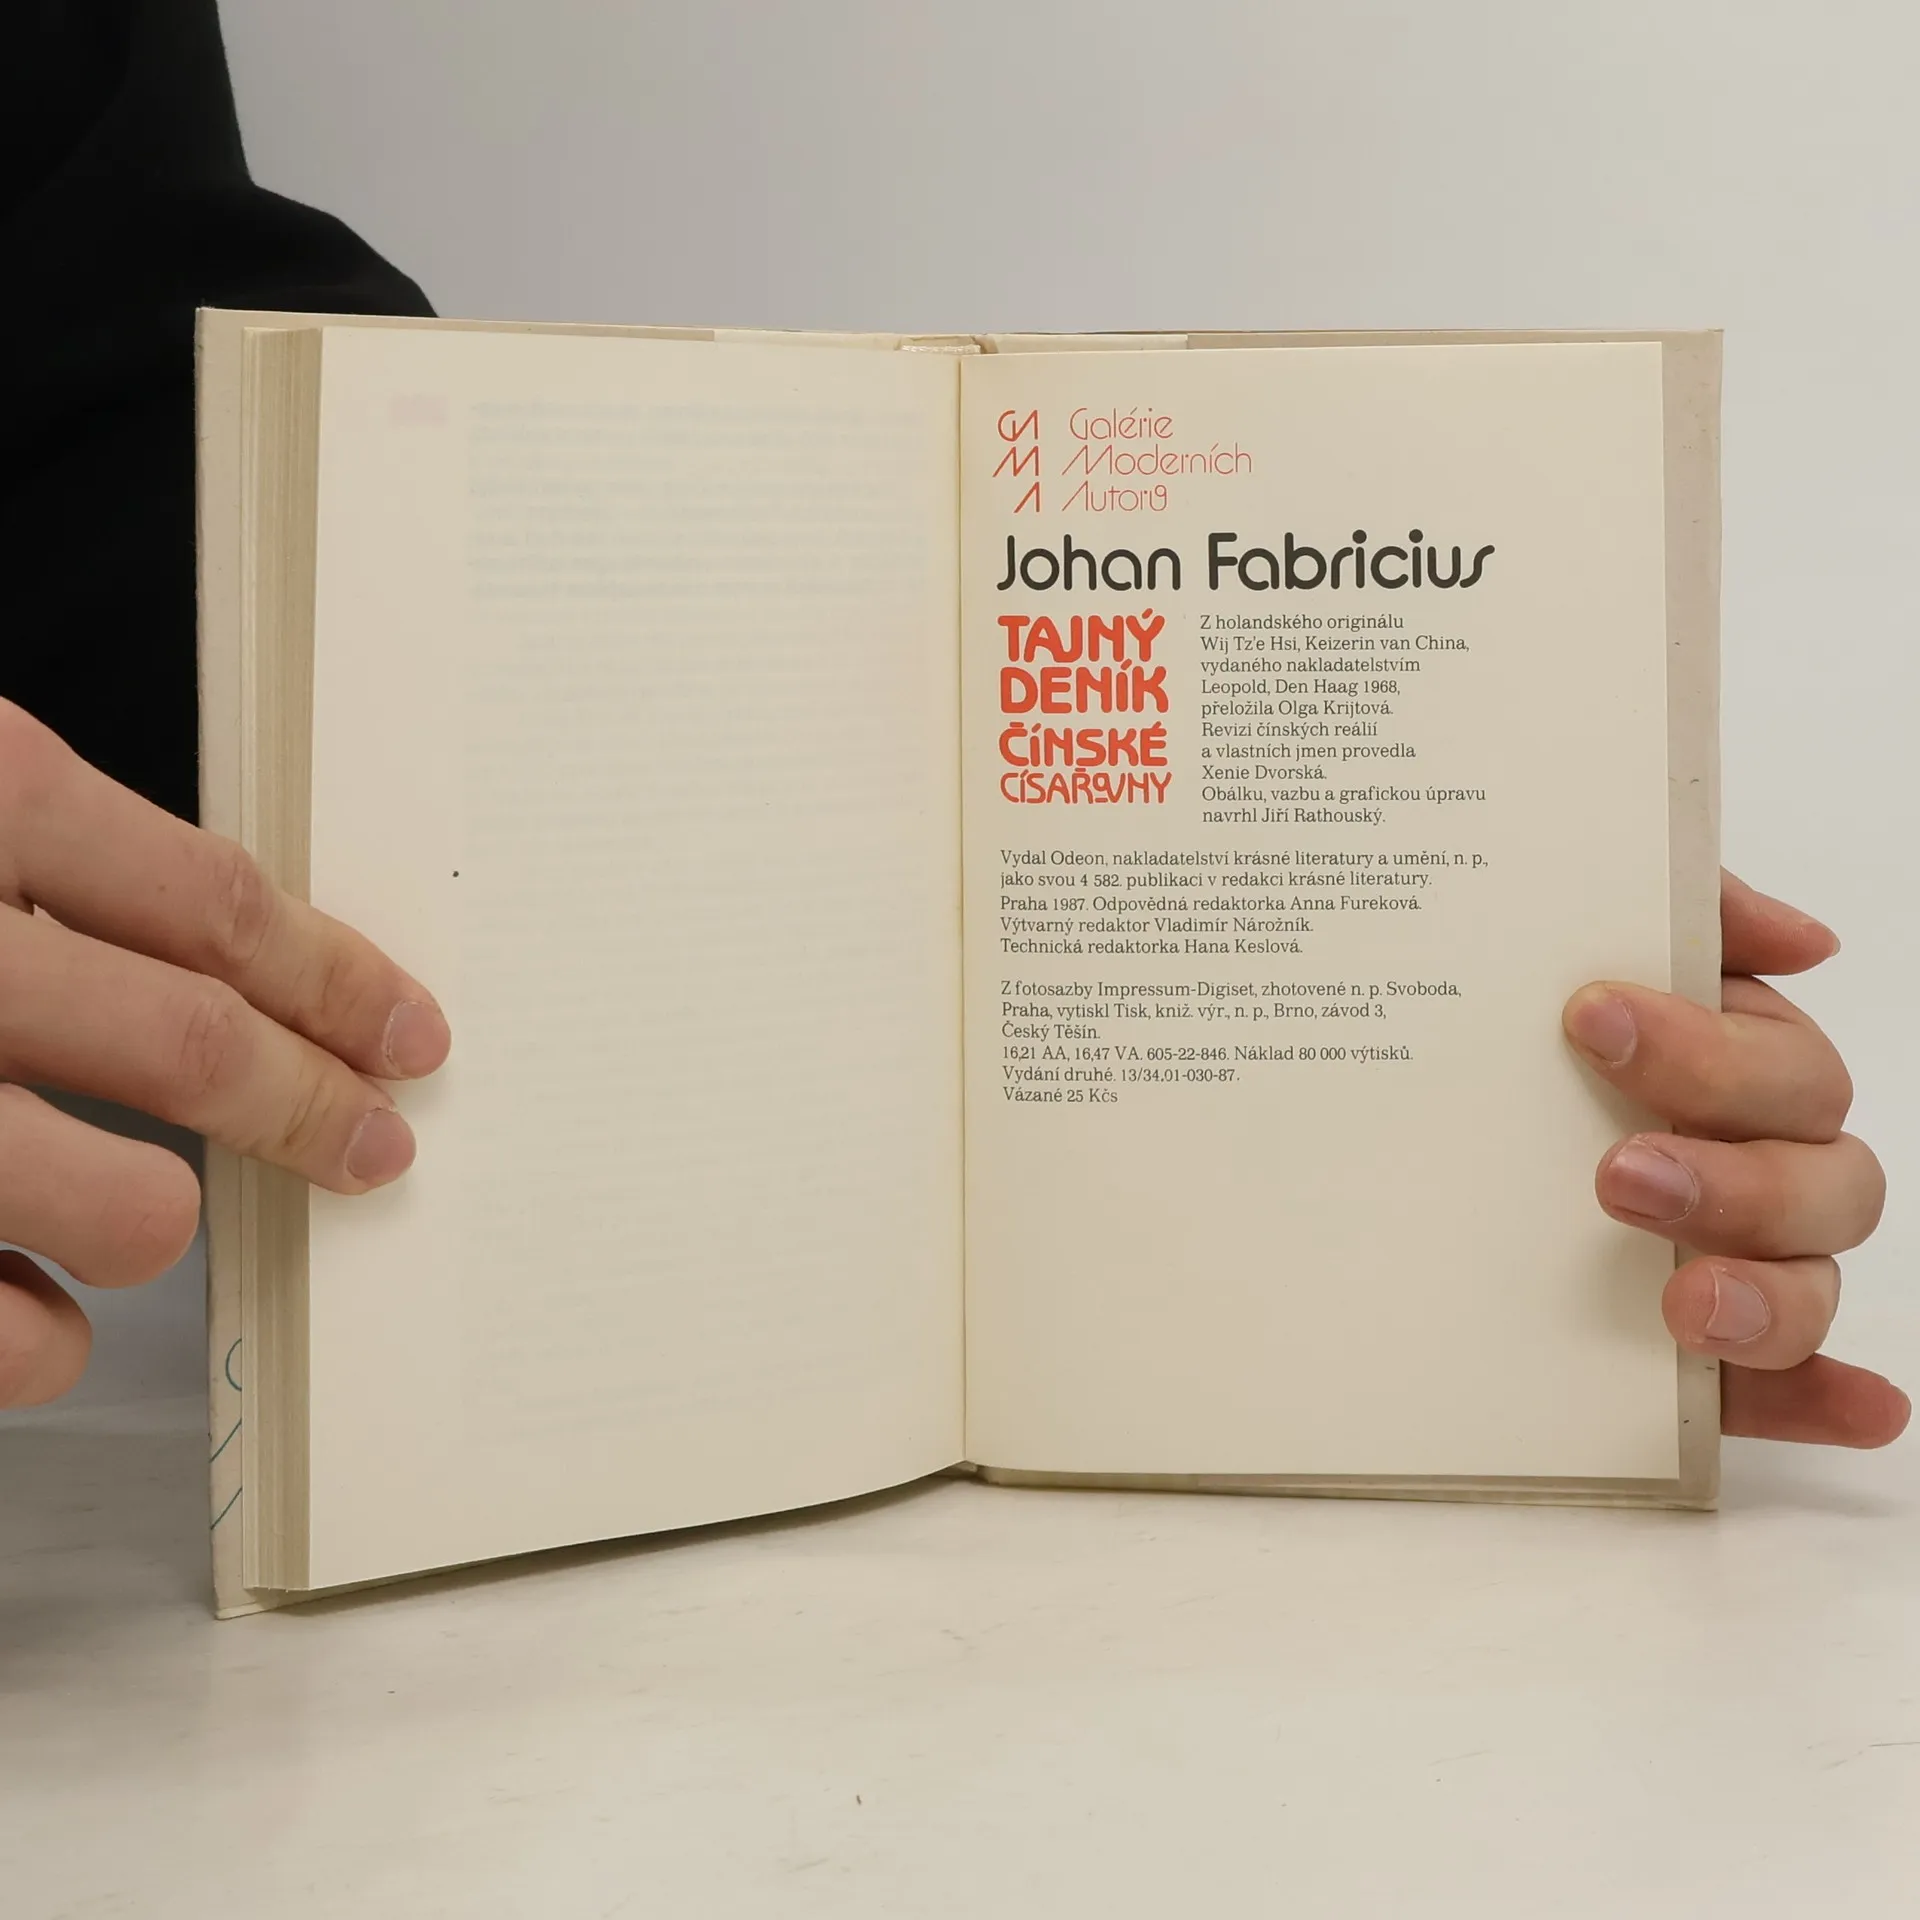 GA Galérie
M Moderních
A Autorů
Johan Fabricius
TAJNÝ
DENÍK
ČÍNSKÉ
CÍSAŘOVNY
Z holandského originálu
Wij Tz'e Hsi, Keizerin van China,
vydaného nakladatelstvím
Leopold, Den Haag 1968,
přeložila Olga Krijtová.
Revizi čínských reálií
a vlastních jmen provedla
Xenie Dvorská.
Obálku, vazbu a grafickou úpravu
navrhl Jiří Rathouský.
Vydal Odeon, nakladatelství krásné literatury a umění, n. p.,
jako svou 4 582. publikaci v redakci krásné literatury.
Praha 1987. Odpovědná redaktorka Anna Fureková.
Výtvarný redaktor Vladimír Nárožník.
Technická redaktorka Hana Keslová.
Z fotosazby Impressum-Digiset, zhotovené n. p. Svoboda,
Praha, vytiskl Tisk, kniž. výr., n. p., Brno, závod 3,
Český Těšín.
16,21 AA, 16,47 VA. 605-22-846. Náklad 80 000 výtisků.
Vydání druhé. 13/34.01-030-87.
Vázané 25 Kčs